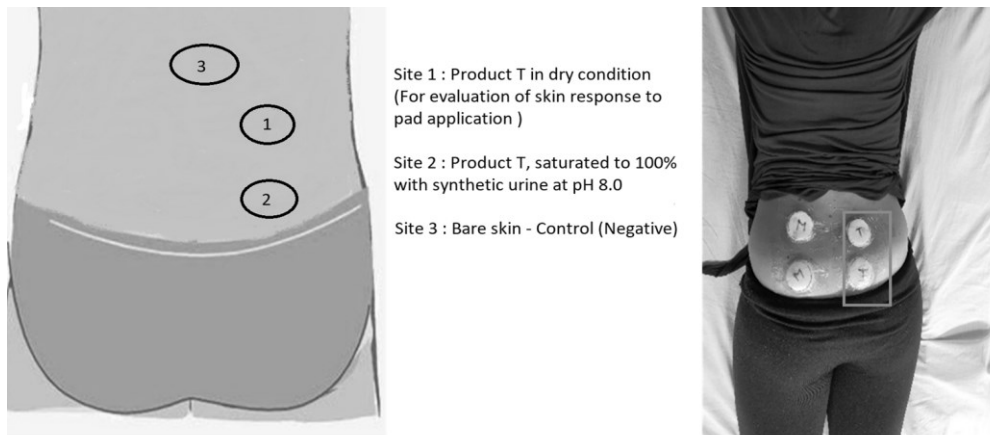 3
1
2
Site 1 : Product T in dry condition
(For evaluation of skin response to
pad application )
Site 2 : Product T, saturated to 100%
with synthetic urine at pH 8.0
Site 3 : Bare skin - Control (Negative)
M
T